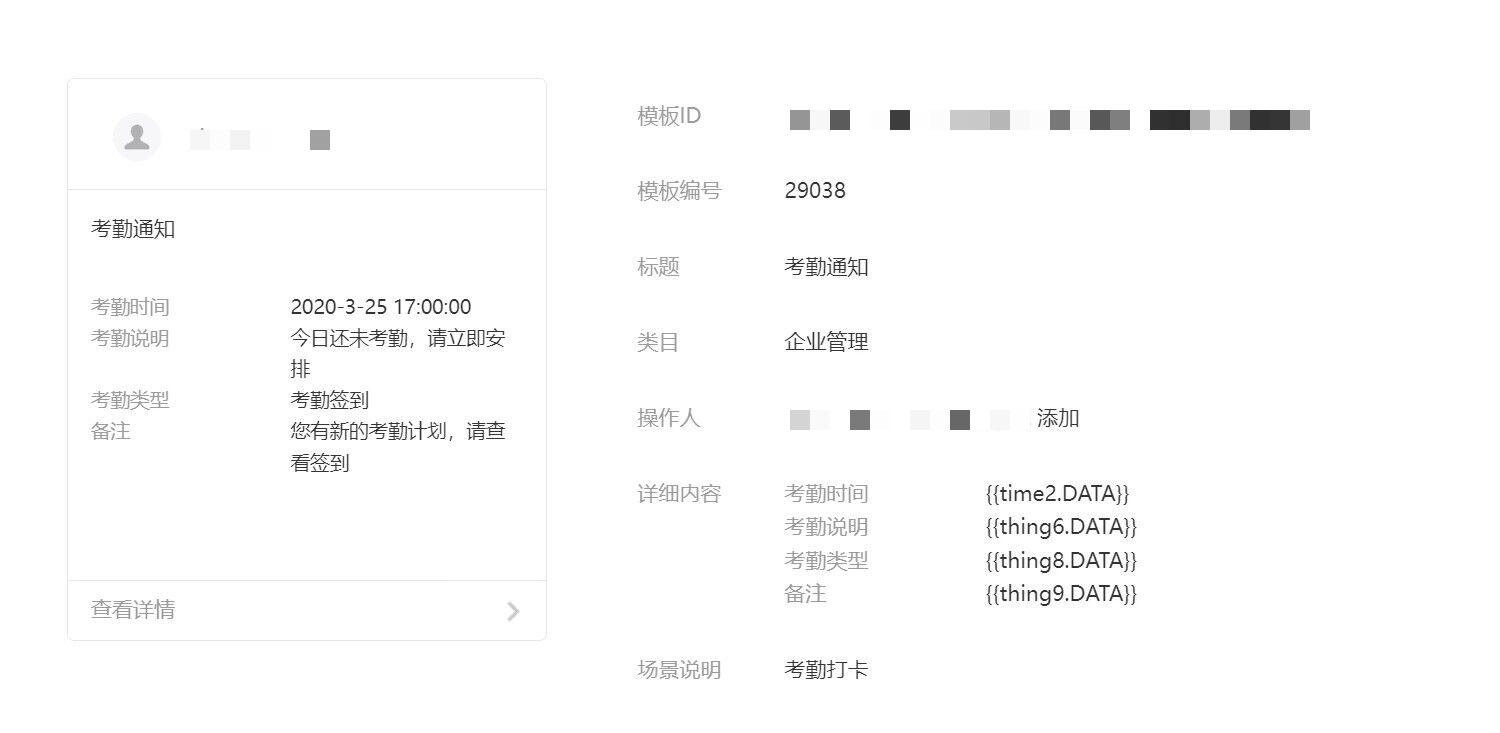 考勤通知
考勤时间 2020-3-25 17:00:00
考勤说明 今日还未考勤，请立即安
排
考勤类型 考勤签到
备注 您有新的考勤计划，请查
看签到
查看详情
模板ID
模板编号 29038
标题 考勤通知
类目 企业管理
操作人 添加
详细内容 考勤时间 {{time2.DATA}}
考勤说明 {{thing6.DATA}}
考勤类型 {{thing8.DATA}}
备注 {{thing9.DATA}}
场景说明 考勤打卡